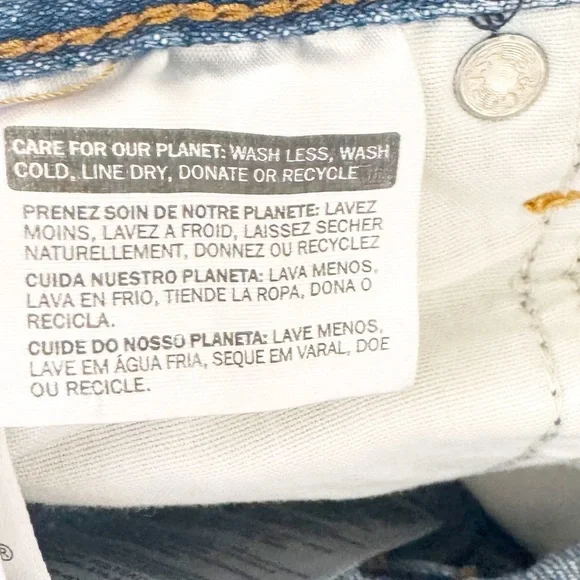 CARE FOR OUR PLANET: WASH LESS, WASH
COLD, LINE DRY, DONATE OR RECYCLE
PRENEZ SOIN DE NOTRE PLANETE: LAVEZ
MOINS, LAVEZ A FROID, LAISSEZ SECHER
NATURELLEMENT, DONNEZ OU RECYCLEZ
CUIDA NUESTRO PLANETA: LAVA MENOS,
LAVA EN FRIO, TIENDE LA ROPA, DONA O
RECICLA.
CUIDE DO NOSSO PLANETA: LAVE MENOS,
LAVE EM ÁGUA FRIA, SEQUE EM VARAL, DOE
OU RECICLE.
®